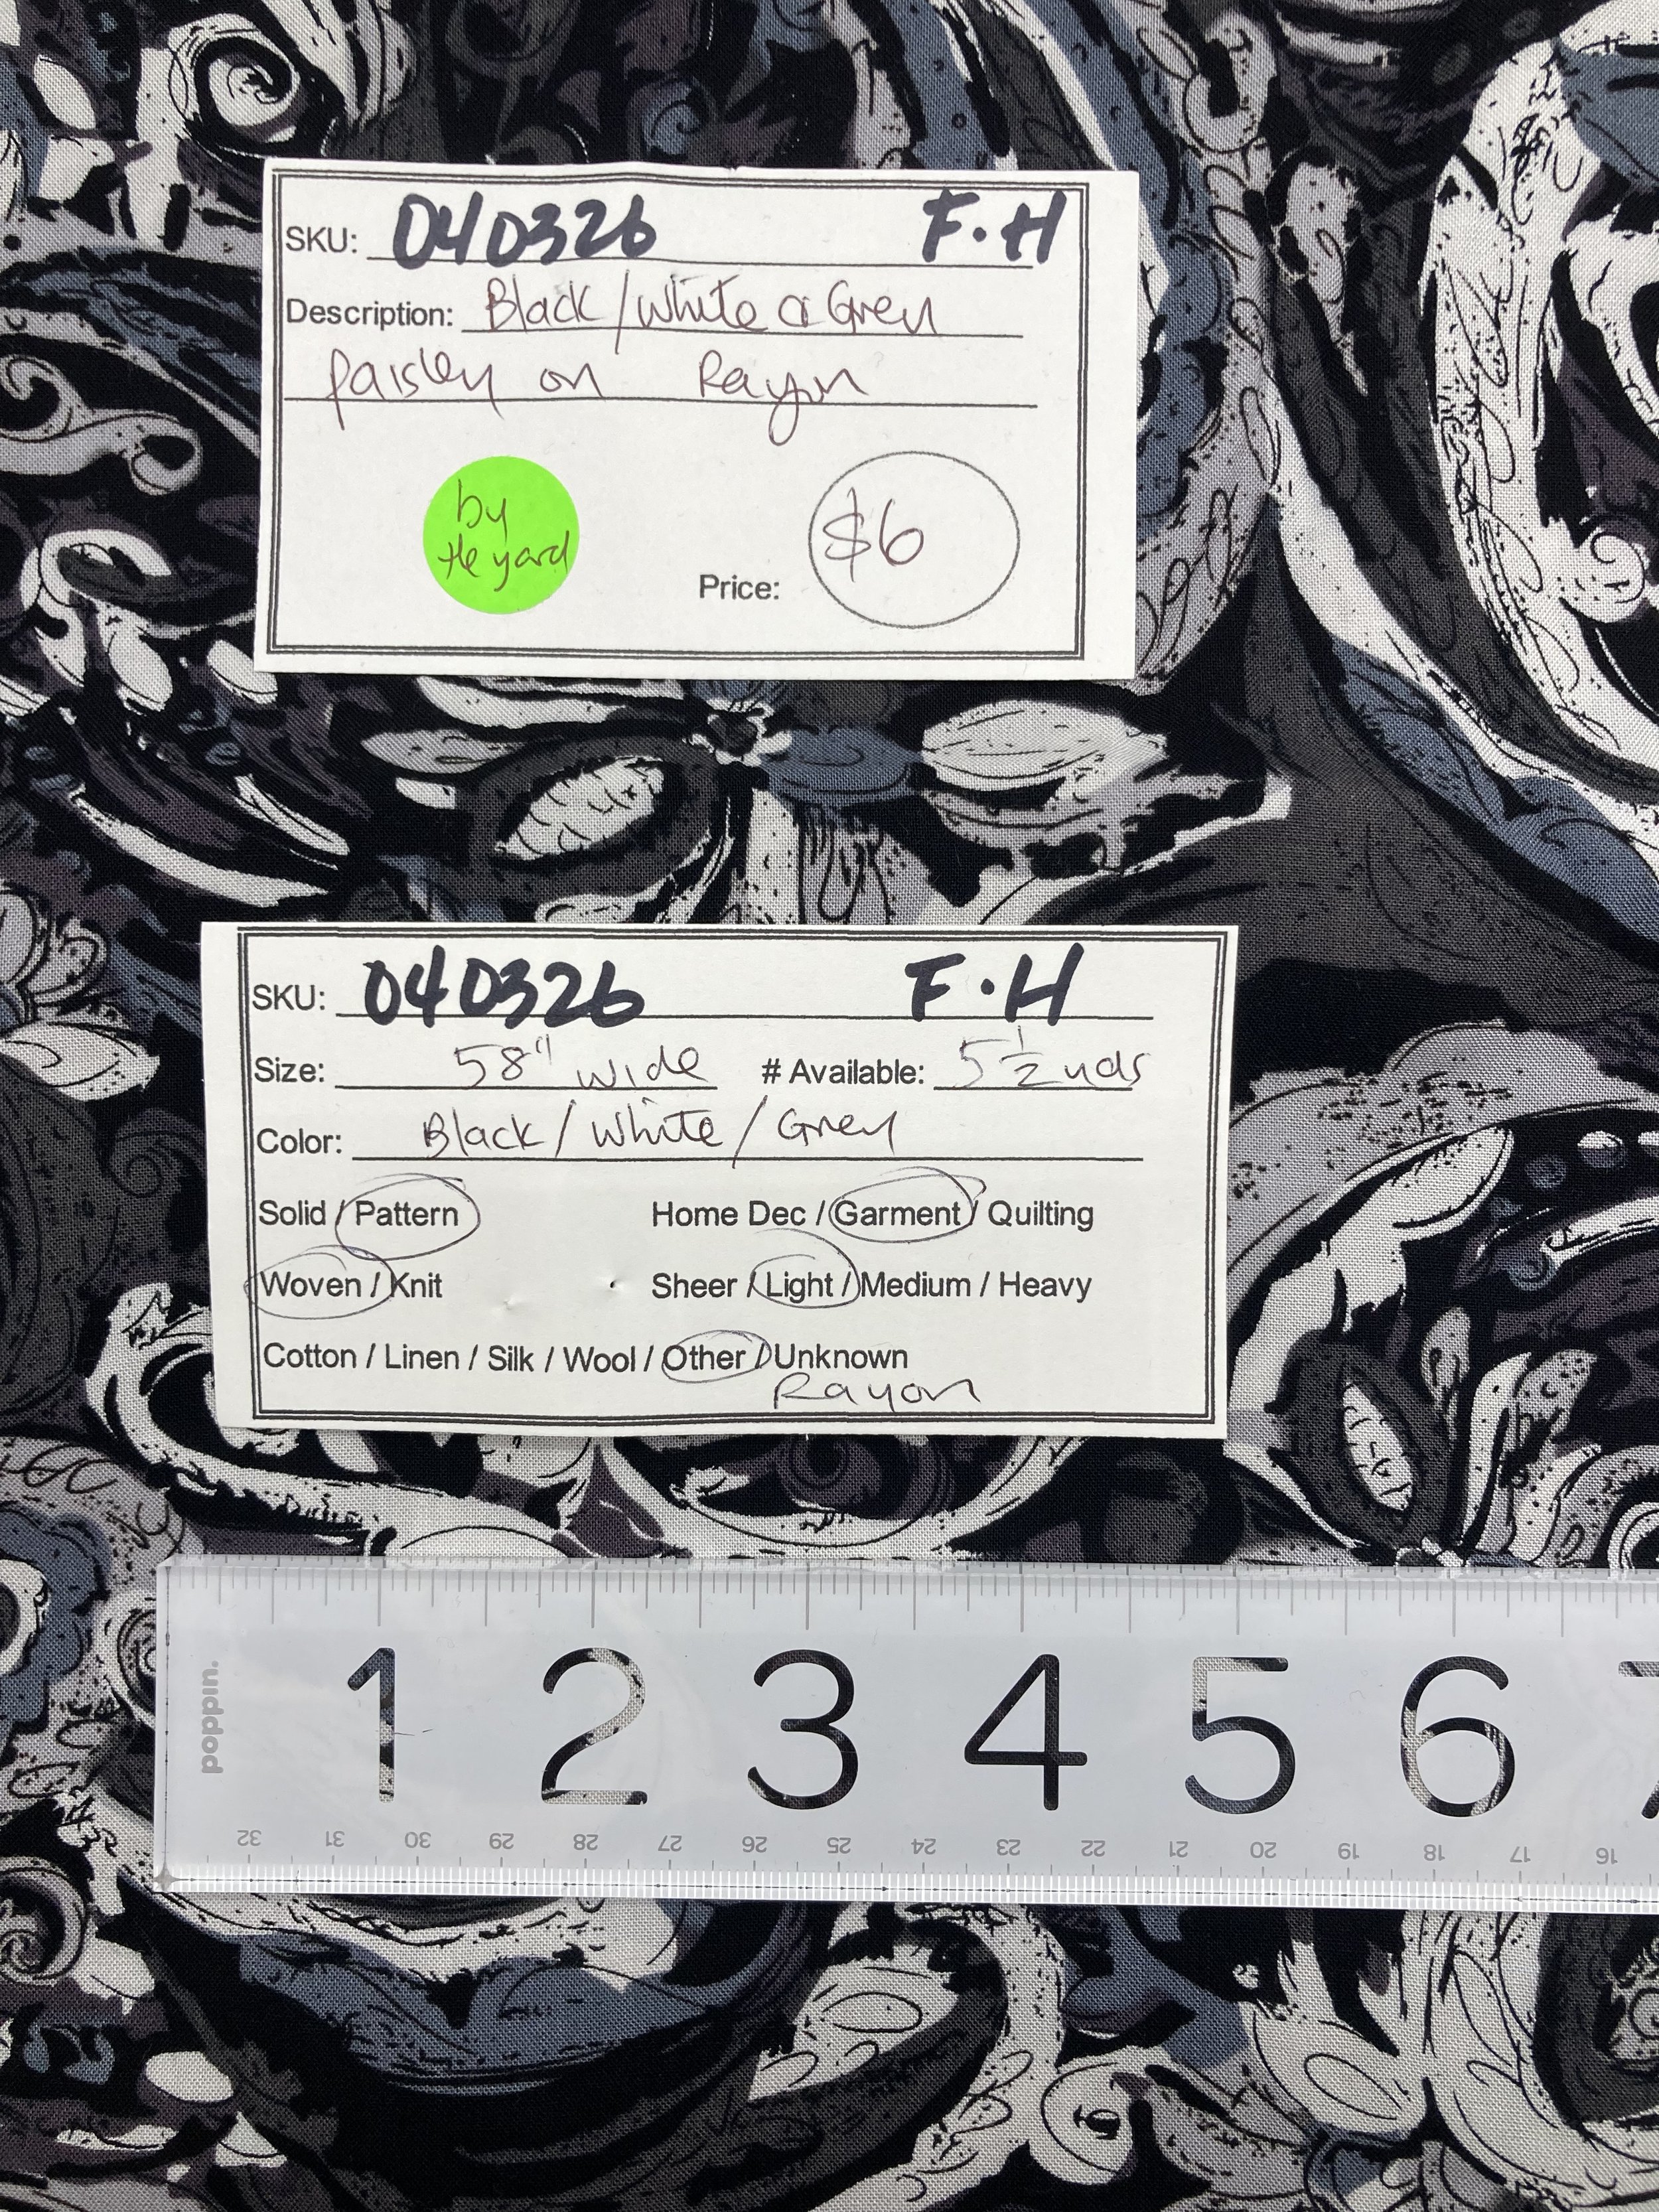 SKU: 040326 F.H
Description: Black/White & Grey
Paisley on Rayon
by
the yard
Price: $6
SKU: 040326 F.H
Size: 58" wide # Available: 5 1/2 yds
Color: Black/White/Grey
Solid / Pattern Home Dec / Garment / Quilting
Woven / Knit Sheer / Light / Medium / Heavy
Cotton / Linen / Silk / Wool / Other / Unknown
Rayon
poppin.
1 2 3 4 5 6 7
32 31 30 29 28 27 26 25 24 23 22 21 20 19 18 17 16